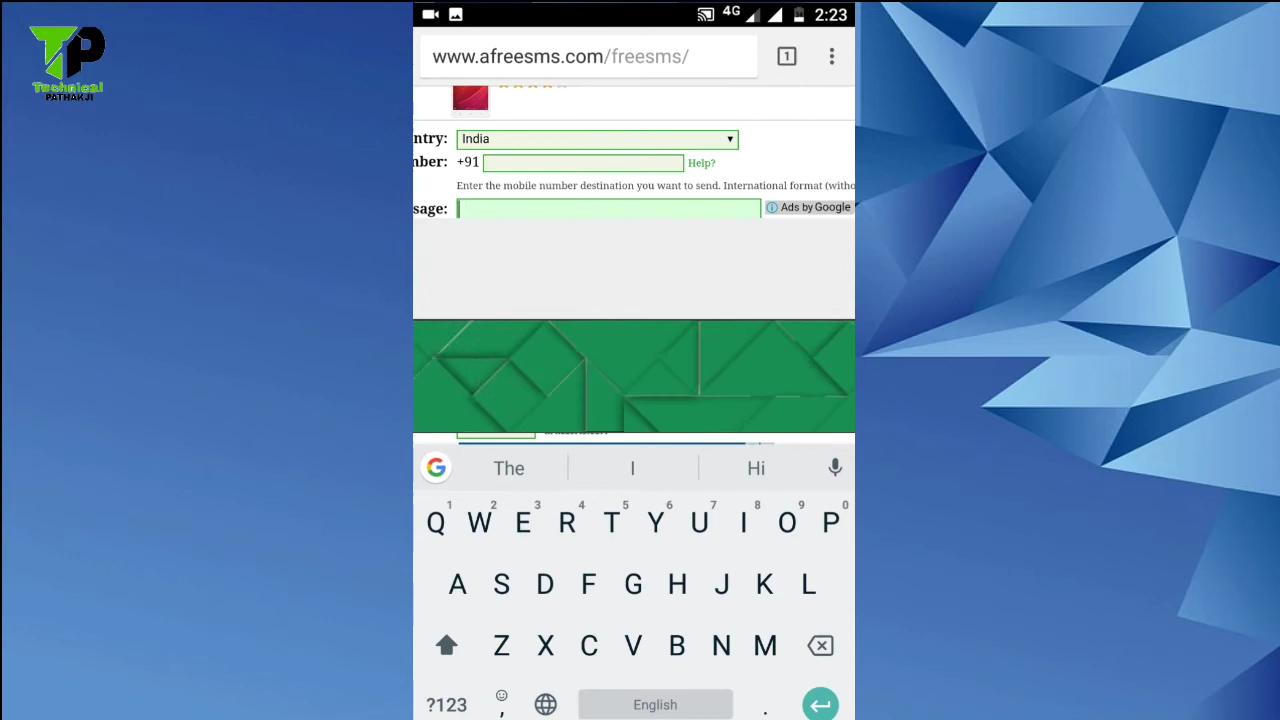 TP
Technical
PATHAKJI
4G 2:23
www.afreesms.com/freesms/ 1
ntry: India
nber: +91 Help?
Enter the mobile number destination you want to send. International format (witho
sage: Ads by Google
The I Hi
1 2 3 4 5 6 7 8 9 0
Q W E R T Y U I O P
A S D F G H J K L
Z X C V B N M
?123 , English .